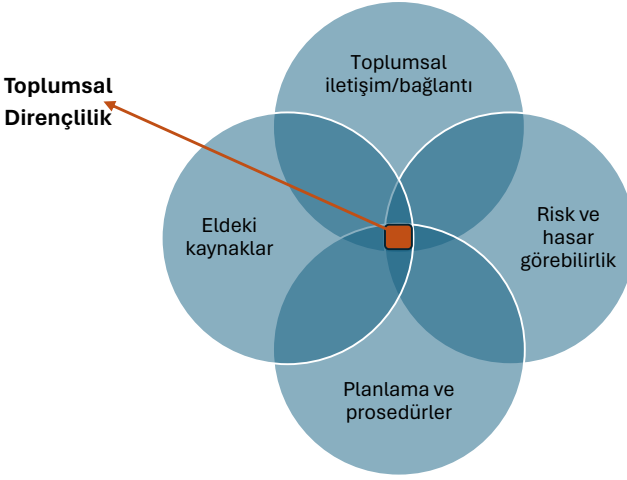 Toplumsal
Dirençlilik
Toplumsal
iletişim/bağlantı
Eldeki
kaynaklar
Risk ve
hasar
görebilirlik
Planlama ve
prosedürler